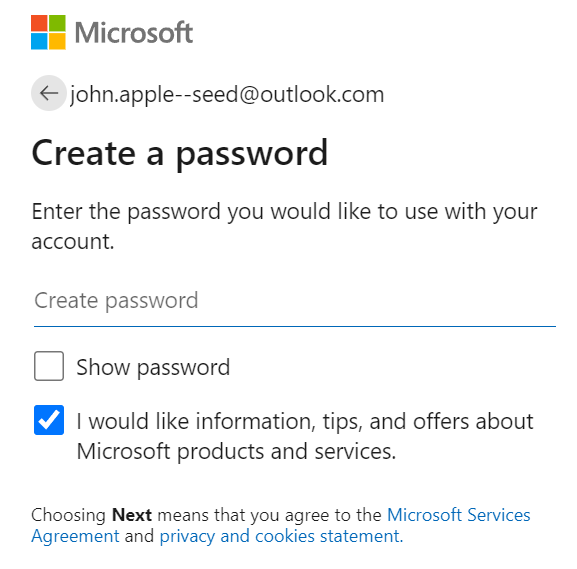 Microsoft
john.apple--seed@outlook.com
Create a password
Enter the password you would like to use with your
account.
Create password
Show password
I would like information, tips, and offers about
Microsoft products and services.
Choosing Next means that you agree to the Microsoft Services
Agreement and privacy and cookies statement.